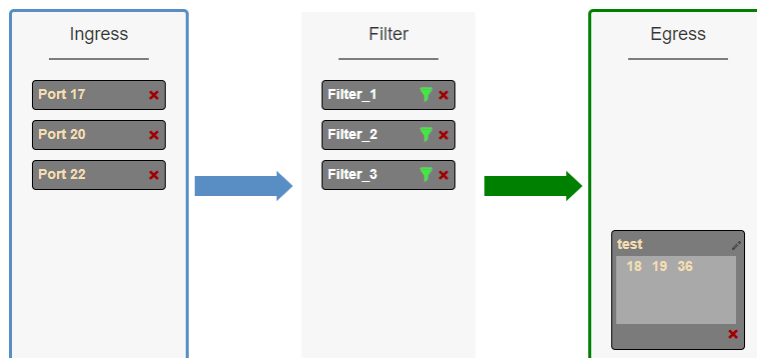 Ingress
Port 17
Port 20
Port 22
Filter
Filter_1
Filter_2
Filter_3
Egress
test
18 19 36